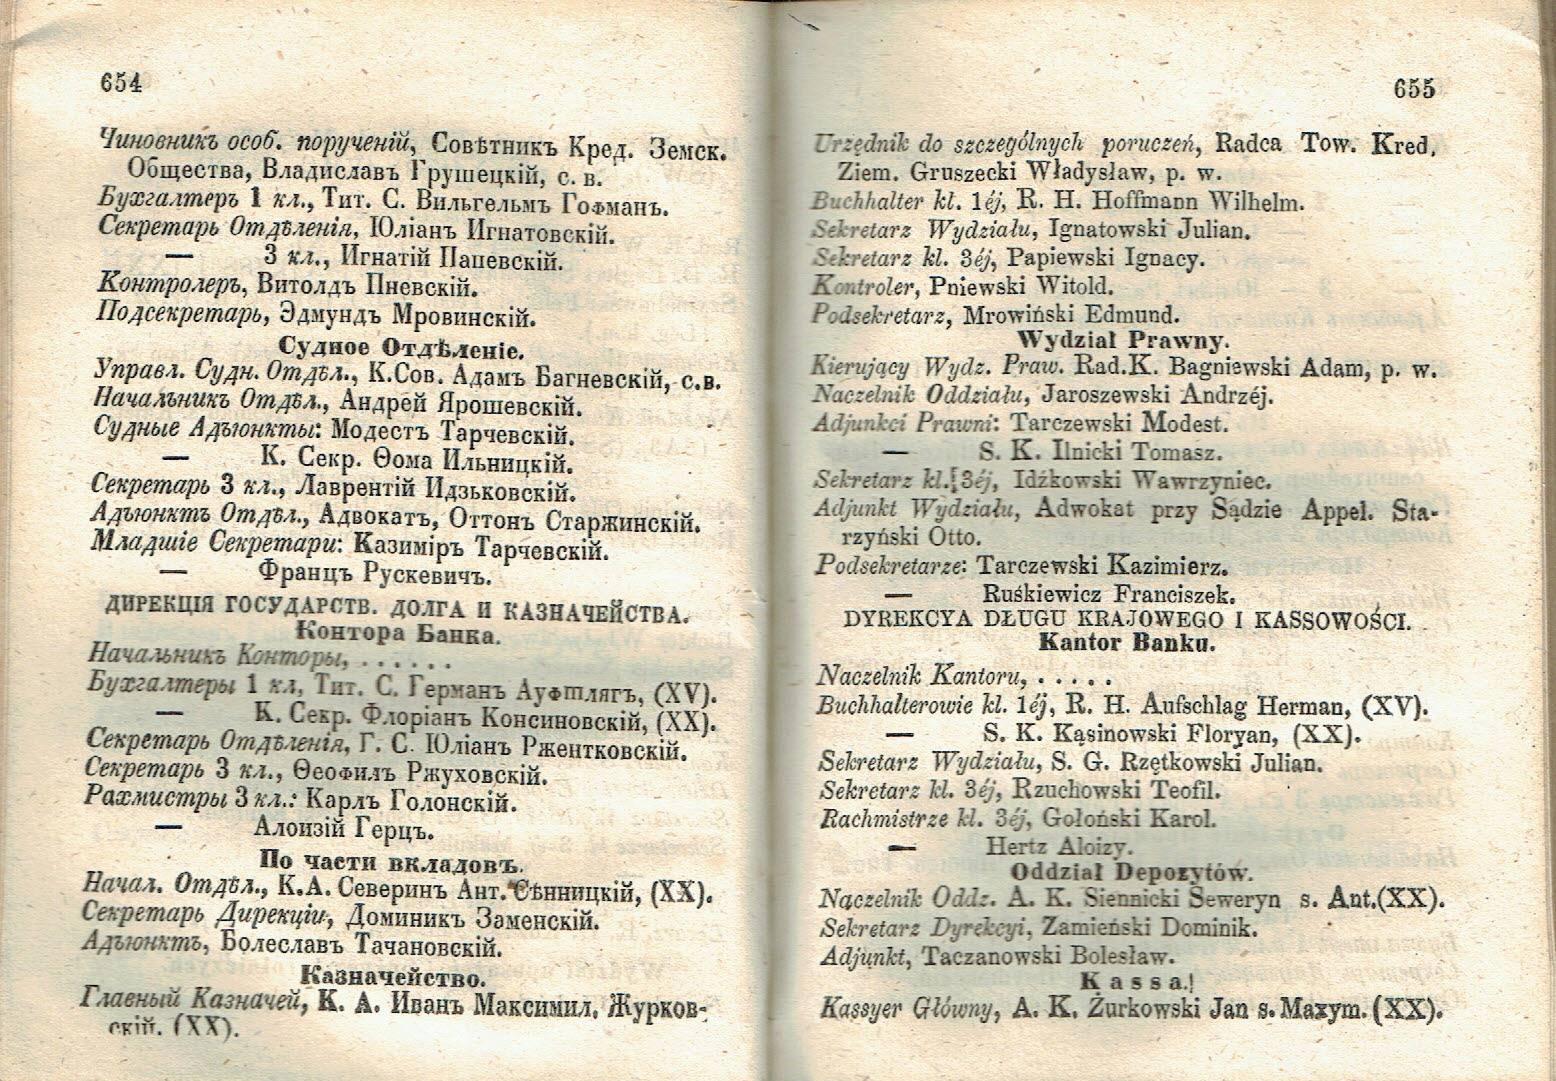 654
Чиновникъ особ. порученій, Совѣтникъ Кред. Земск.
Общества, Владиславъ Грушецкій, с. в.
Бухгалтеръ 1 кл., Тит. С. Вильгельмъ Гофманъ.
Секретарь Отдѣленія, Юліанъ Игнатовскій.
— 3 кл., Игнатій Папевскій.
Контролеръ, Витолдъ Пневскій.
Подсекретарь, Эдмундъ Мровинскій.
Судное Отдѣленіе.
Управл. Судн. Отдѣл., К.Сов. Адамъ Багневскій, с.в.
Начальникъ Отдѣл., Андрей Ярошевскій.
Судные Адъюнкты: Модестъ Тарчевскій.
— К. Секр. Ѳома Ильницкій.
Секретарь 3 кл., Лаврентій Идзьковскій.
Адъюнктъ Отдѣл., Адвокатъ, Оттонъ Старжинскій.
Младшіе Секретари: Казиміръ Тарчевскій.
— Францъ Рускевичъ.
ДИРЕКЦІЯ ГОСУДАРСТВ. ДОЛГА И КАЗНАЧЕЙСТВА.
Контора Банка.
Начальникъ Конторы, . . . . . .
Бухгалтеры 1 кл, Тит. С. Германъ Ауфшлягъ, (XV).
— К. Секр. Флоріанъ Консиновскій, (XX).
Секретарь Отдѣленія, Г. С. Юліанъ Ржентковскій.
Секретарь 3 кл., Ѳеофилъ Ржуховскій.
Рахмистры 3 кл.: Карлъ Голонскій.
— Алоизій Герцъ.
По части вкладовъ.
Начал. Отдѣл., К.А. Северинъ Ант. Сѣнницкій, (XX).
Секретарь Дирекціи, Доминикъ Заменскій.
Адъюнктъ, Болеславъ Тачановскій.
Казначейство.
Главный Казначей, К. А. Иванъ Максимил. Журков-
скій. (XX).
655
Urzędnik do szczególnych poruczeń, Radca Tow. Kred.
Ziem. Gruszecki Władysław, p. w.
Buchhalter kl. 1éj, R. H. Hoffmann Wilhelm.
Sekretarz Wydziału, Ignatowski Julian.
Sekretarz kl. 3éj, Papiewski Ignacy.
Kontroler, Pniewski Witold.
Podsekretarz, Mrowiński Edmund.
Wydział Prawny.
Kierujący Wydz. Praw. Rad.K. Bagniewski Adam, p. w.
Naczelnik Oddziału, Jaroszewski Andrzéj.
Adjunkci Prawni: Tarczewski Modest.
— S. K. Ilnicki Tomasz.
Sekretarz kl. 3éj, Idźkowski Wawrzyniec.
Adjunkt Wydziału, Adwokat przy Sądzie Appel. Sta-
rzyński Otto.
Podsekretarze: Tarczewski Kazimierz.
— Ruśkiewicz Franciszek.
DYREKCYA DŁUGU KRAJOWEGO I KASSOWOŚCI.
Kantor Banku.
Naczelnik Kantoru, . . . . .
Buchhalterowie kl. 1éj, R. H. Aufschlag Herman, (XV).
— S. K. Kąsinowski Floryan, (XX).
Sekretarz Wydziału, S. G. Rzętkowski Julian.
Sekretarz kl. 3éj, Rzuchowski Teofil.
Rachmistrze kl. 3éj, Gołoński Karol.
— Hertz Aloizy.
Oddział Depozytów.
Naczelnik Oddz. A. K. Siennicki Seweryn s. Ant.(XX).
Sekretarz Dyrekcyi, Zamieński Dominik.
Adjunkt, Taczanowski Bolesław.
Kassa.
Kassyer Główny, A. K. Żurkowski Jan s. Maxym. (XX).